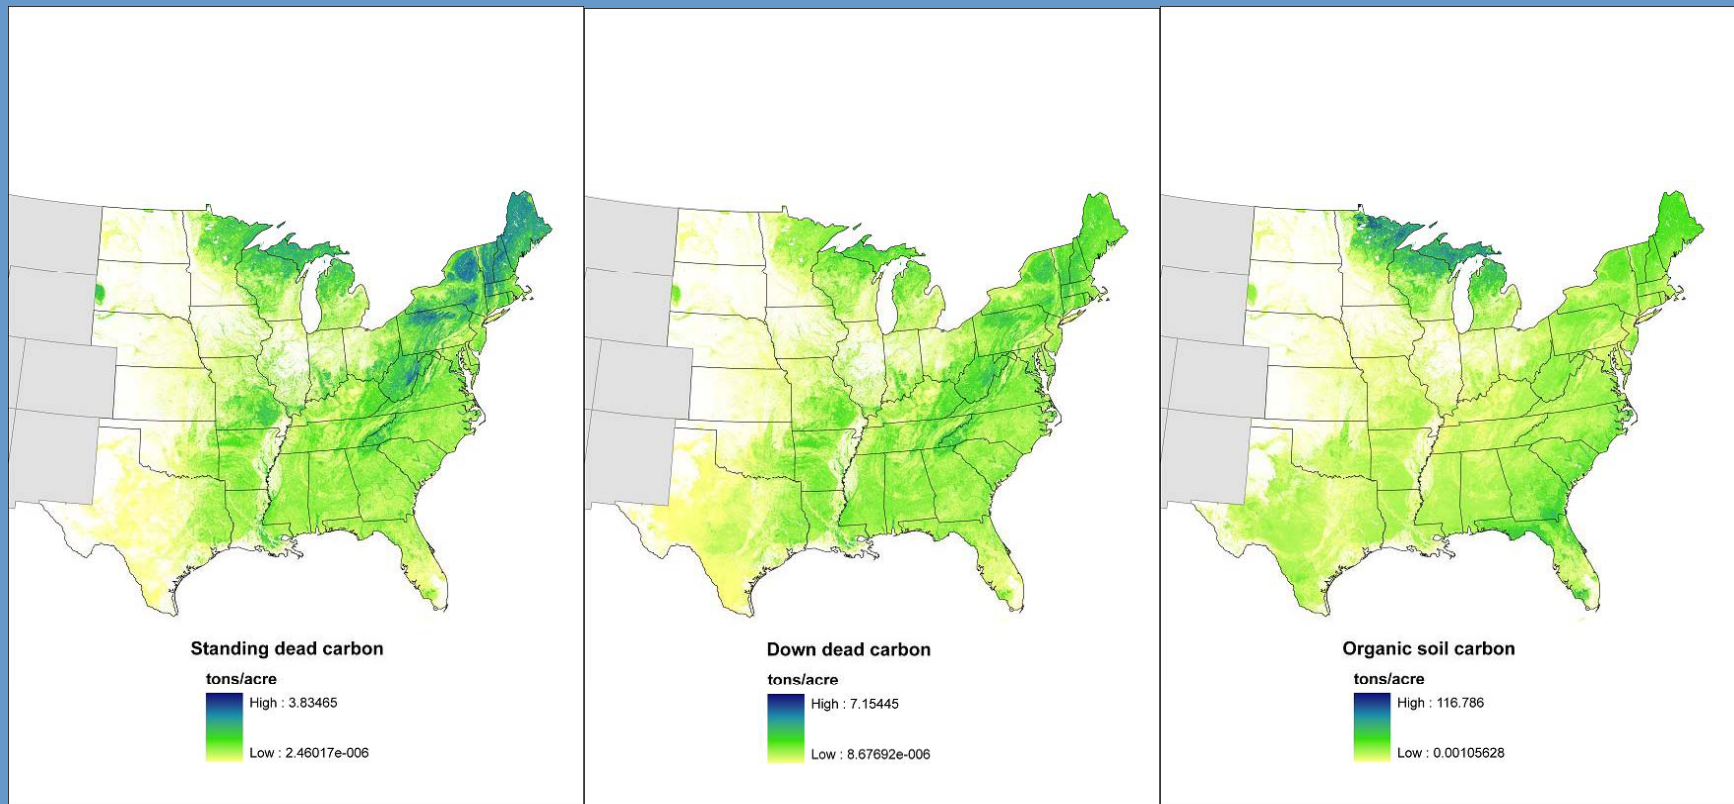 Standing dead carbon
tons/acre
High : 3.83465
Low : 2.46017e-006
Down dead carbon
tons/acre
High : 7.15445
Low : 8.67692e-006
Organic soil carbon
tons/acre
High : 116.786
Low : 0.00105628